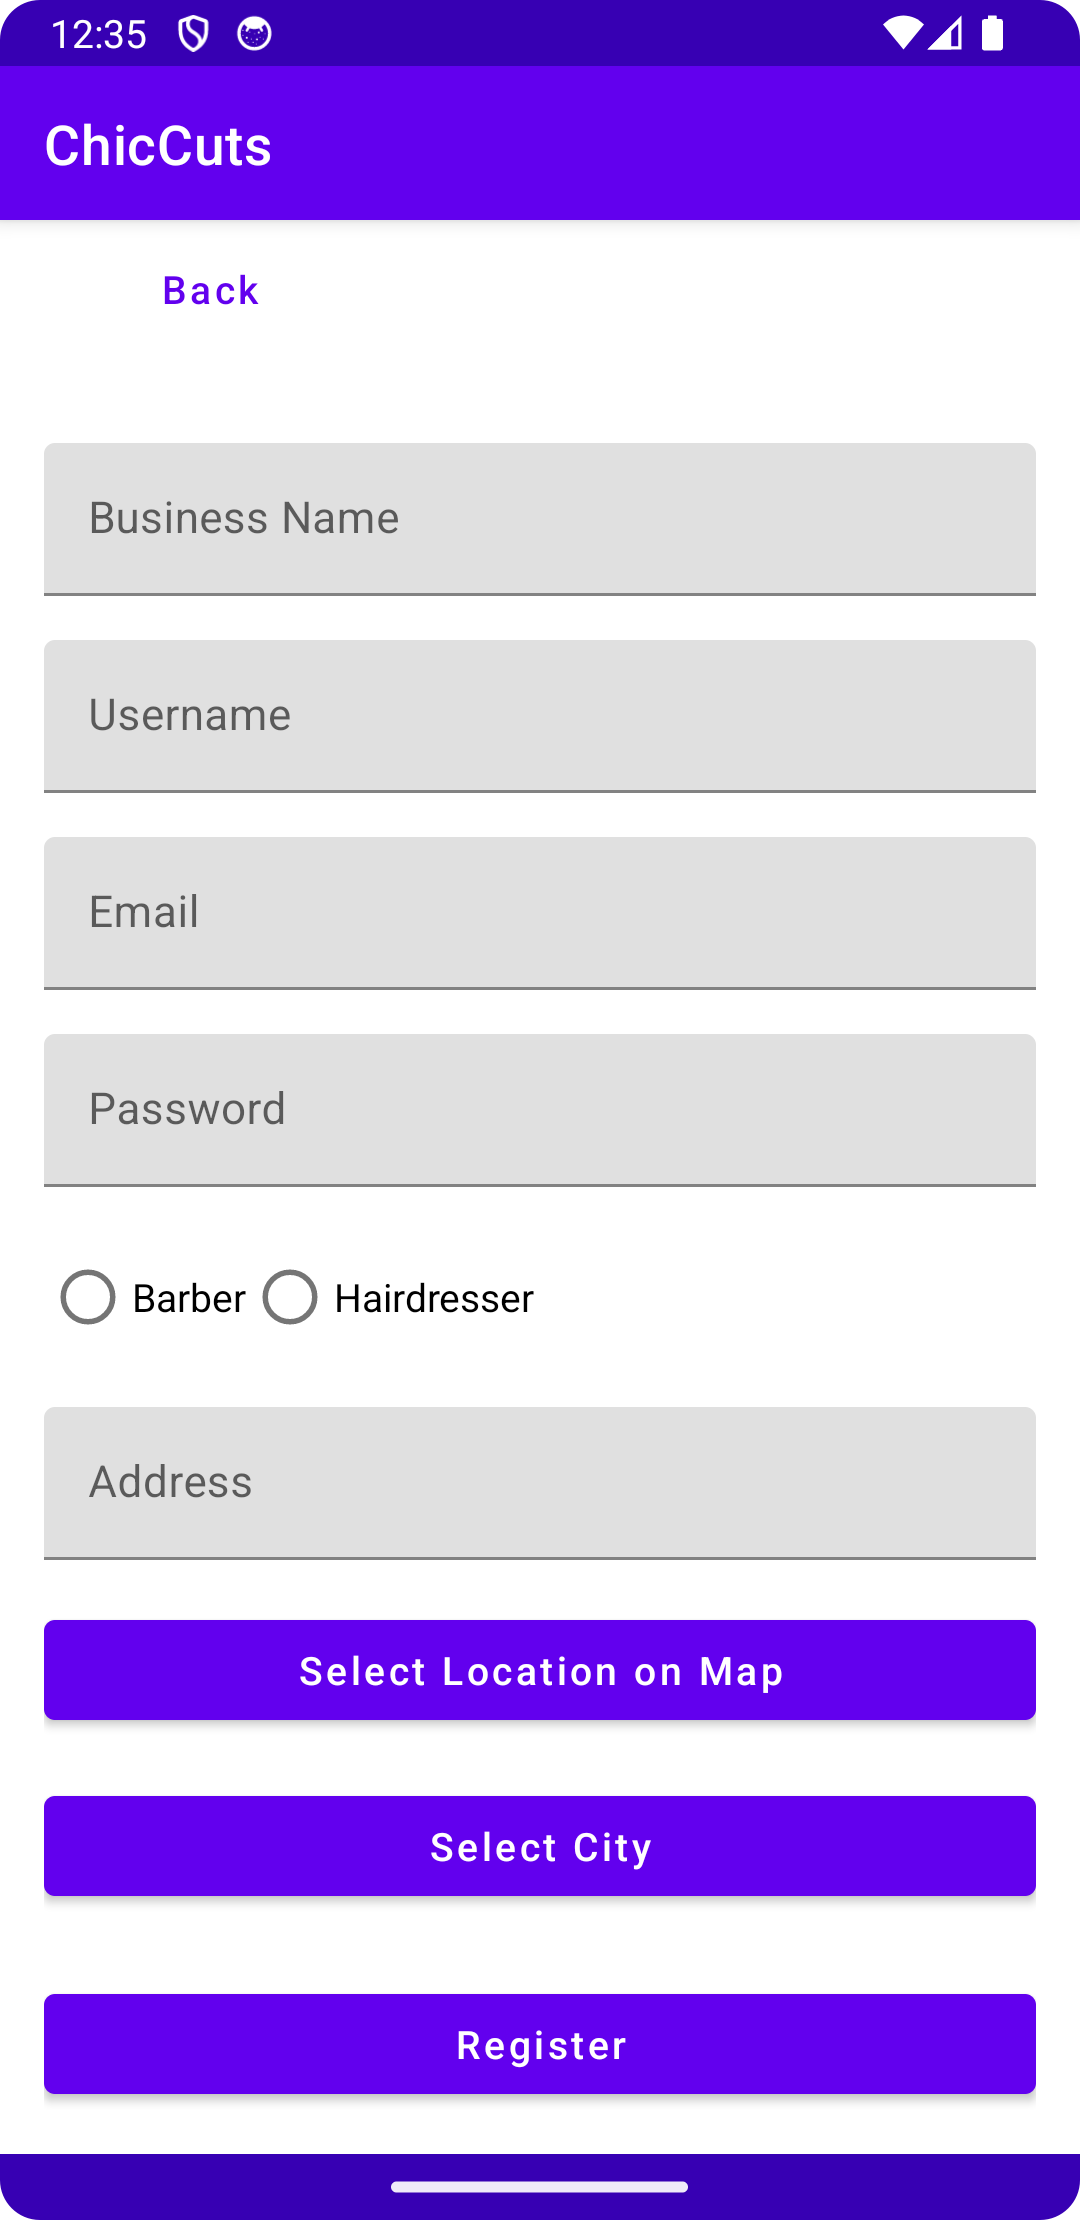 12:35
ChicCuts
Back
Business Name
Username
Email
Password
Barber Hairdresser
Address
Select Location on Map
Select City
Register